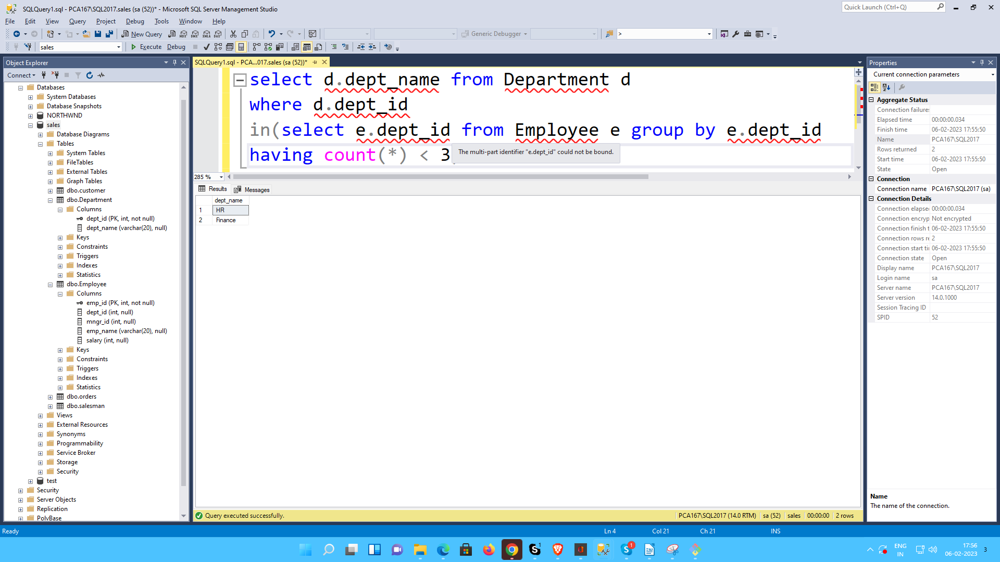 SQLQuery1.sql - PCA167\SQL2017.sales (sa (52))* - Microsoft SQL Server Management Studio
Quick Launch (Ctrl+Q)
File Edit View Query Project Debug Tools Window Help
New Query MDX DMX XMLA DAX Generic Debugger >
sales Execute Debug
Object Explorer
Connect
Databases
System Databases
Database Snapshots
NORTHWND
sales
Database Diagrams
Tables
System Tables
FileTables
External Tables
Graph Tables
dbo.customer
dbo.Department
Columns
dept_id (PK, int, not null)
dept_name (varchar(20), null)
Keys
Constraints
Triggers
Indexes
Statistics
dbo.Employee
Columns
emp_id (PK, int, not null)
dept_id (int, null)
mngr_id (int, null)
emp_name (varchar(20), null)
salary (int, null)
Keys
Constraints
Triggers
Indexes
Statistics
dbo.orders
dbo.salesman
Views
External Resources
Synonyms
Programmability
Service Broker
Storage
Security
test
Security
Server Objects
Replication
PolyBase
SQLQuery1.sql - PCA...017.sales (sa (52))*
select d.dept_name from Department d
where d.dept_id
in(select e.dept_id from Employee e group by e.dept_id
having count(*) < 3
The multi-part identifier "e.dept_id" could not be bound.
285 %
Results Messages
dept_name
1 HR
2 Finance
Query executed successfully. PCA167\SQL2017 (14.0 RTM) sa (52) sales 00:00:00 2 rows
Properties
Current connection parameters
Aggregate Status
Connection failures
Elapsed time 00:00:00.034
Finish time 06-02-2023 17:55:50
Name PCA167\SQL2017
Rows returned 2
Start time 06-02-2023 17:55:50
State Open
Connection
Connection name PCA167\SQL2017 (sa)
Connection Details
Connection elapse 00:00:00.034
Connection encryp Not encrypted
Connection finish t 06-02-2023 17:55:50
Connection rows re 2
Connection start ti 06-02-2023 17:55:50
Connection state Open
Display name PCA167\SQL2017
Login name sa
Server name PCA167\SQL2017
Server version 14.0.1000
Session Tracing ID
SPID 52
Name
The name of the connection.
Ready Ln 4 Col 21 Ch 21 INS
1 1 ENG IN 17:56 06-02-2023 3